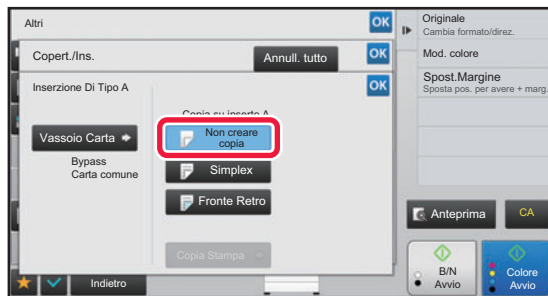 Altri
OK
Copert./Ins.
Annull. tutto
OK
Inserzione Di Tipo A
OK
Copia su inserto A
Vassoio Carta
Bypass
Carta comune
Non creare
copia
Simplex
Fronte Retro
Copia Stampa
Indietro
Originale
Cambia formato/direz.
Mod. colore
Spost.Margine
Sposta pos. per avere + marg.
Anteprima
CA
B/N
Avvio
Colore
Avvio